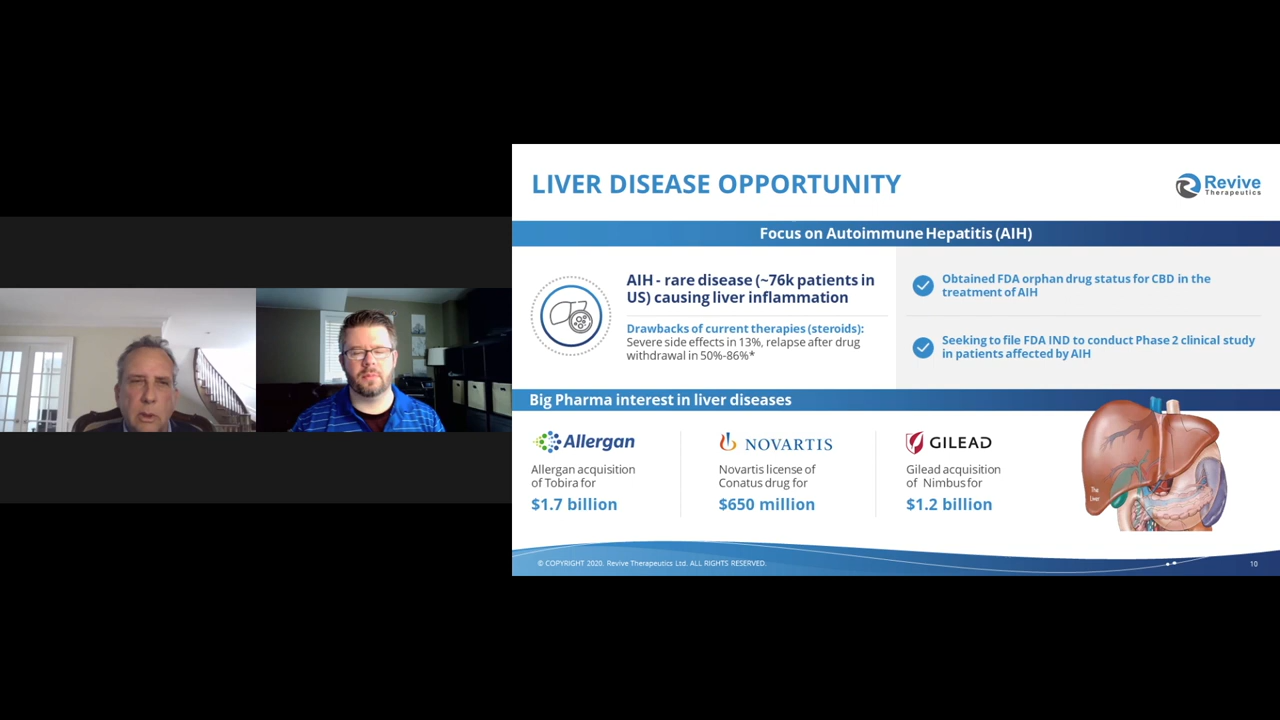 LIVER DISEASE OPPORTUNITY
Revive
Therapeutics
Focus on Autoimmune Hepatitis (AIH)
AIH - rare disease (~76k patients in
US) causing liver inflammation
Drawbacks of current therapies (steroids):
Severe side effects in 13%, relapse after drug
withdrawal in 50%-86%*
Obtained FDA orphan drug status for CBD in the
treatment of AIH
Seeking to file FDA IND to conduct Phase 2 clinical study
in patients affected by AIH
Big Pharma interest in liver diseases
Allergan
Allergan acquisition
of Tobira for
$1.7 billion
NOVARTIS
Novartis license of
Conatus drug for
$650 million
GILEAD
Gilead acquisition
of Nimbus for
$1.2 billion
The
Liver
© COPYRIGHT 2020. Revive Therapeutics Ltd. ALL RIGHTS RESERVED.
10